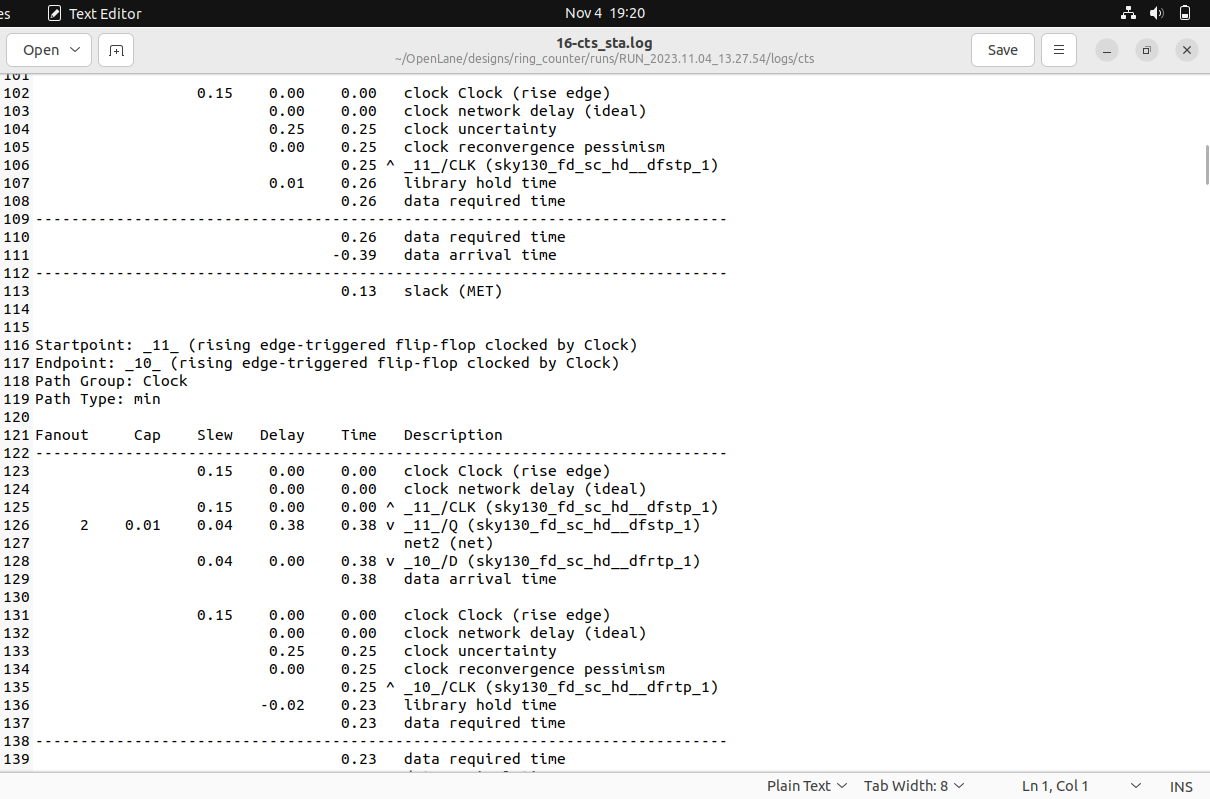 es Text Editor Nov 4 19:20
Open 16-cts_sta.log Save
~/OpenLane/designs/ring_counter/runs/RUN_2023.11.04_13.27.54/logs/cts
101
102 0.15 0.00 0.00 clock Clock (rise edge)
103 0.00 0.00 clock network delay (ideal)
104 0.25 0.25 clock uncertainty
105 0.00 0.25 clock reconvergence pessimism
106 0.25 ^ _11_/CLK (sky130_fd_sc_hd__dfstp_1)
107 0.01 0.26 library hold time
108 0.26 data required time
109 -----------------------------------------------------------------------------
110 0.26 data required time
111 -0.39 data arrival time
112 -----------------------------------------------------------------------------
113 0.13 slack (MET)
114
115
116 Startpoint: _11_ (rising edge-triggered flip-flop clocked by Clock)
117 Endpoint: _10_ (rising edge-triggered flip-flop clocked by Clock)
118 Path Group: Clock
119 Path Type: min
120
121 Fanout Cap Slew Delay Time Description
122 -----------------------------------------------------------------------------
123 0.15 0.00 0.00 clock Clock (rise edge)
124 0.00 0.00 clock network delay (ideal)
125 0.15 0.00 0.00 ^ _11_/CLK (sky130_fd_sc_hd__dfstp_1)
126 2 0.01 0.04 0.38 0.38 v _11_/Q (sky130_fd_sc_hd__dfstp_1)
127 net2 (net)
128 0.04 0.00 0.38 v _10_/D (sky130_fd_sc_hd__dfrtp_1)
129 0.38 data arrival time
130
131 0.15 0.00 0.00 clock Clock (rise edge)
132 0.00 0.00 clock network delay (ideal)
133 0.25 0.25 clock uncertainty
134 0.00 0.25 clock reconvergence pessimism
135 0.25 ^ _10_/CLK (sky130_fd_sc_hd__dfrtp_1)
136 -0.02 0.23 library hold time
137 0.23 data required time
138 -----------------------------------------------------------------------------
139 0.23 data required time
Plain Text Tab Width: 8 Ln 1, Col 1 INS